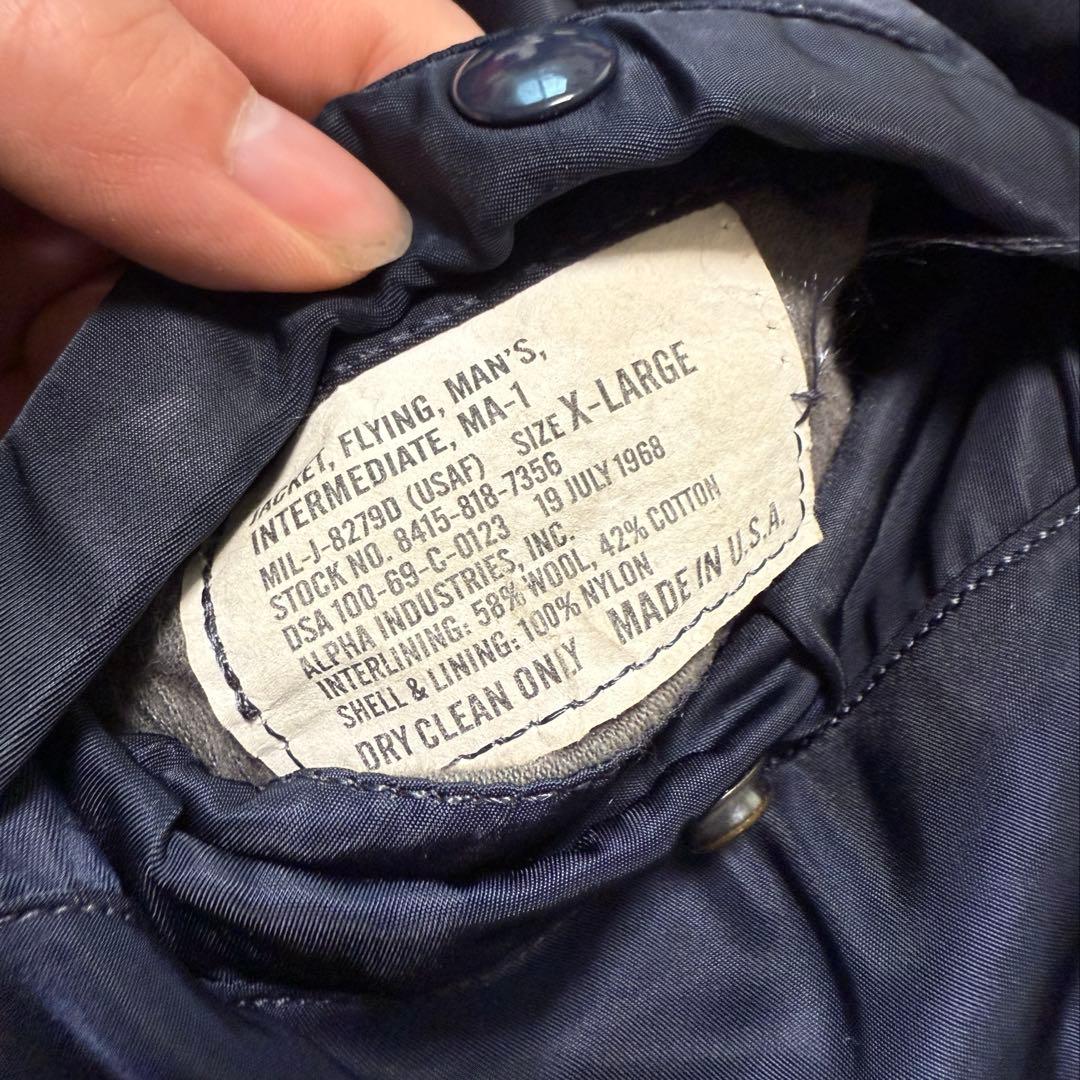 JACKET, FLYING, MAN'S,
INTERMEDIATE, MA-1
MIL-J-8279D (USAF) SIZE X-LARGE
STOCK NO. 8415-818-7356
DSA 100-69-C-0123 19 JULY 1968
ALPHA INDUSTRIES, INC.
INTERLINING: 58% WOOL, 42% COTTON
SHELL & LINING: 100% NYLON
DRY CLEAN ONLY MADE IN U.S.A.